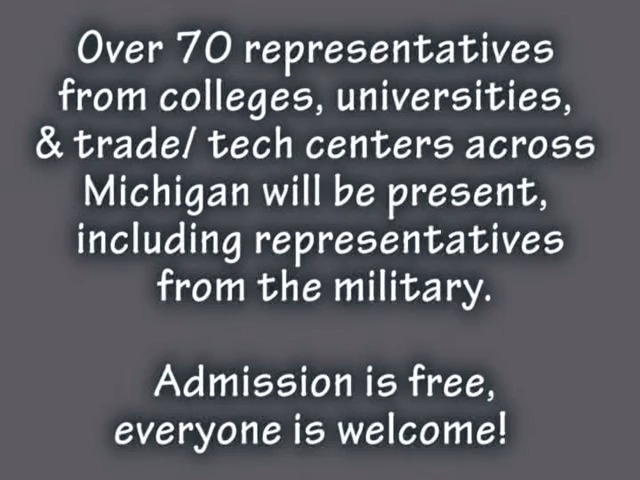 Over 70 representatives
from colleges, universities,
& trade/ tech centers across
Michigan will be present,
including representatives
from the military.
Admission is free,
everyone is welcome!